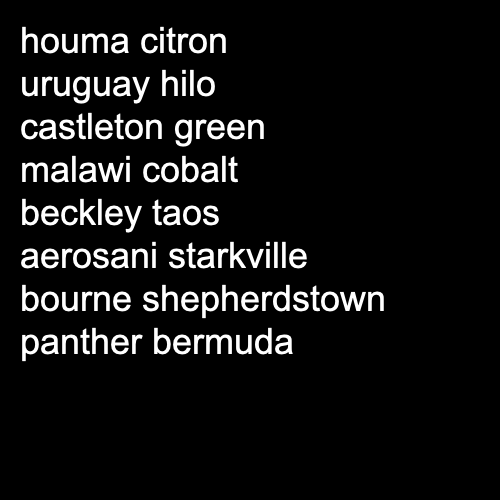 houma citron
uruguay hilo
castleton green
malawi cobalt
beckley taos
aerosani starkville
bourne shepherdstown
panther bermuda